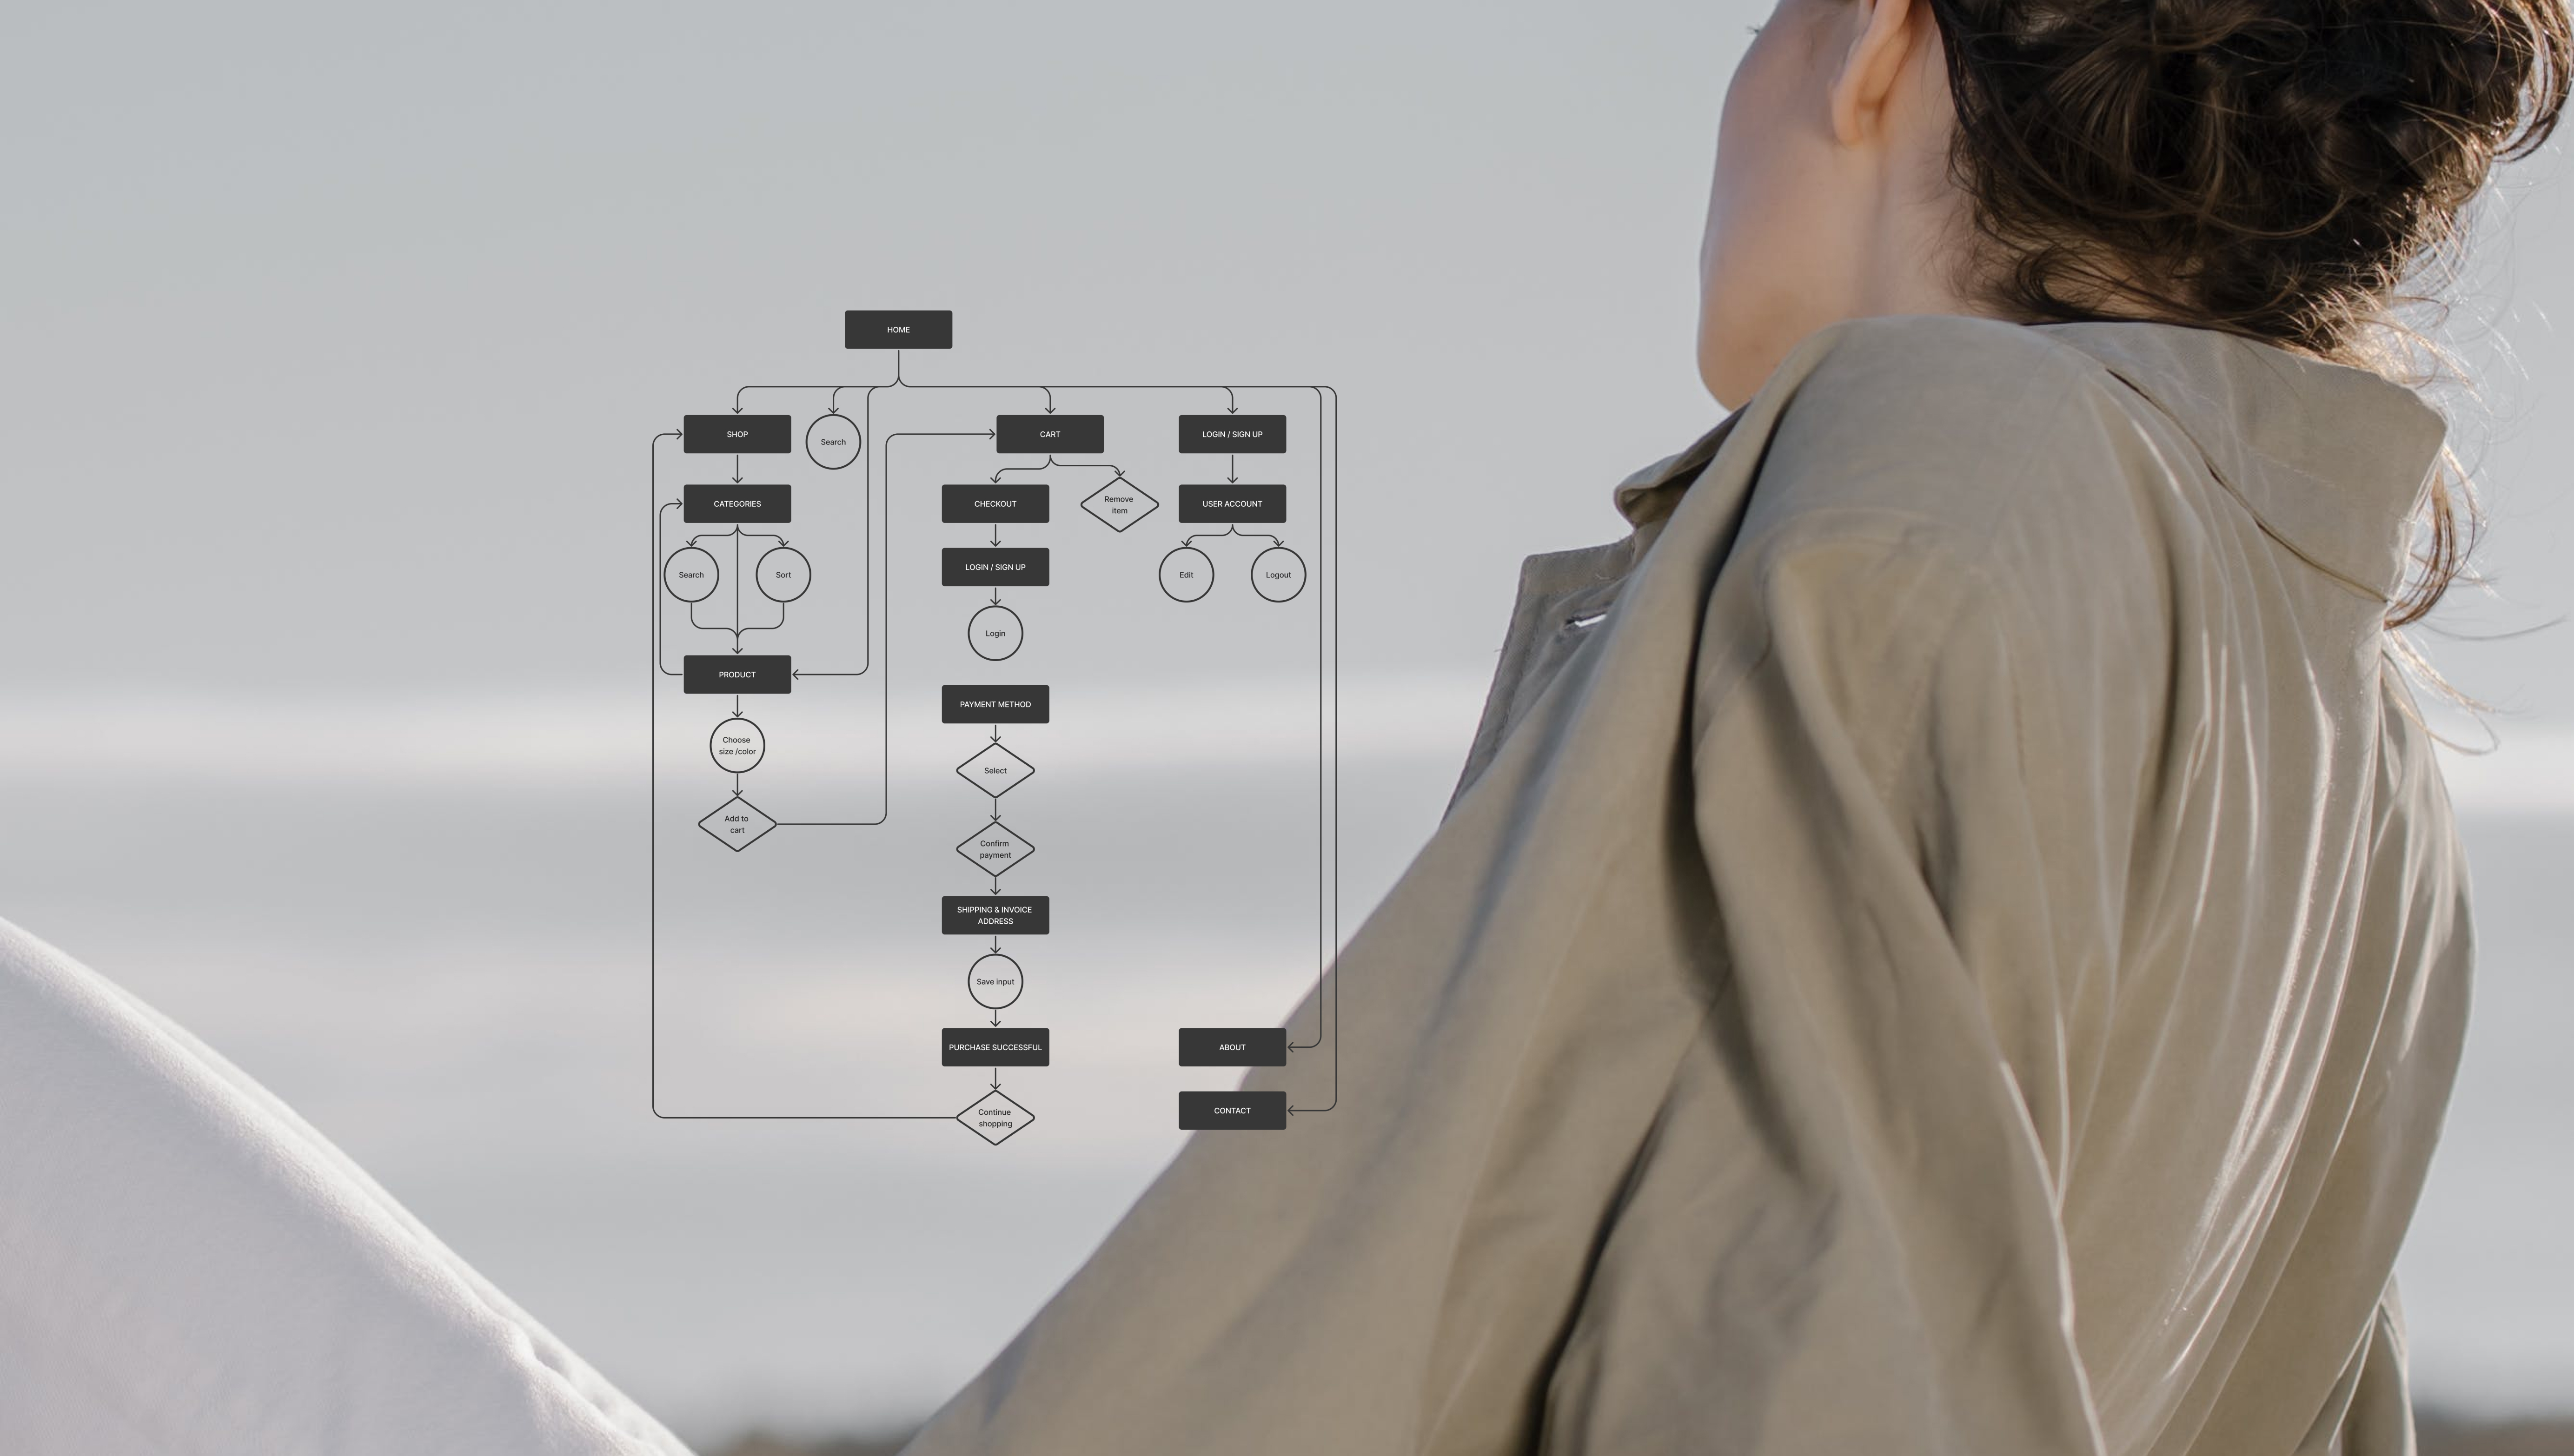 HOME
SHOP
Search
CART
LOGIN / SIGN UP
CATEGORIES
CHECKOUT
Remove
item
USER ACCOUNT
Search
Sort
LOGIN / SIGN UP
Edit
Logout
Login
PRODUCT
PAYMENT METHOD
Choose
size /color
Select
Add to
cart
Confirm
payment
SHIPPING & INVOICE
ADDRESS
Save input
PURCHASE SUCCESSFUL
ABOUT
Continue
shopping
CONTACT